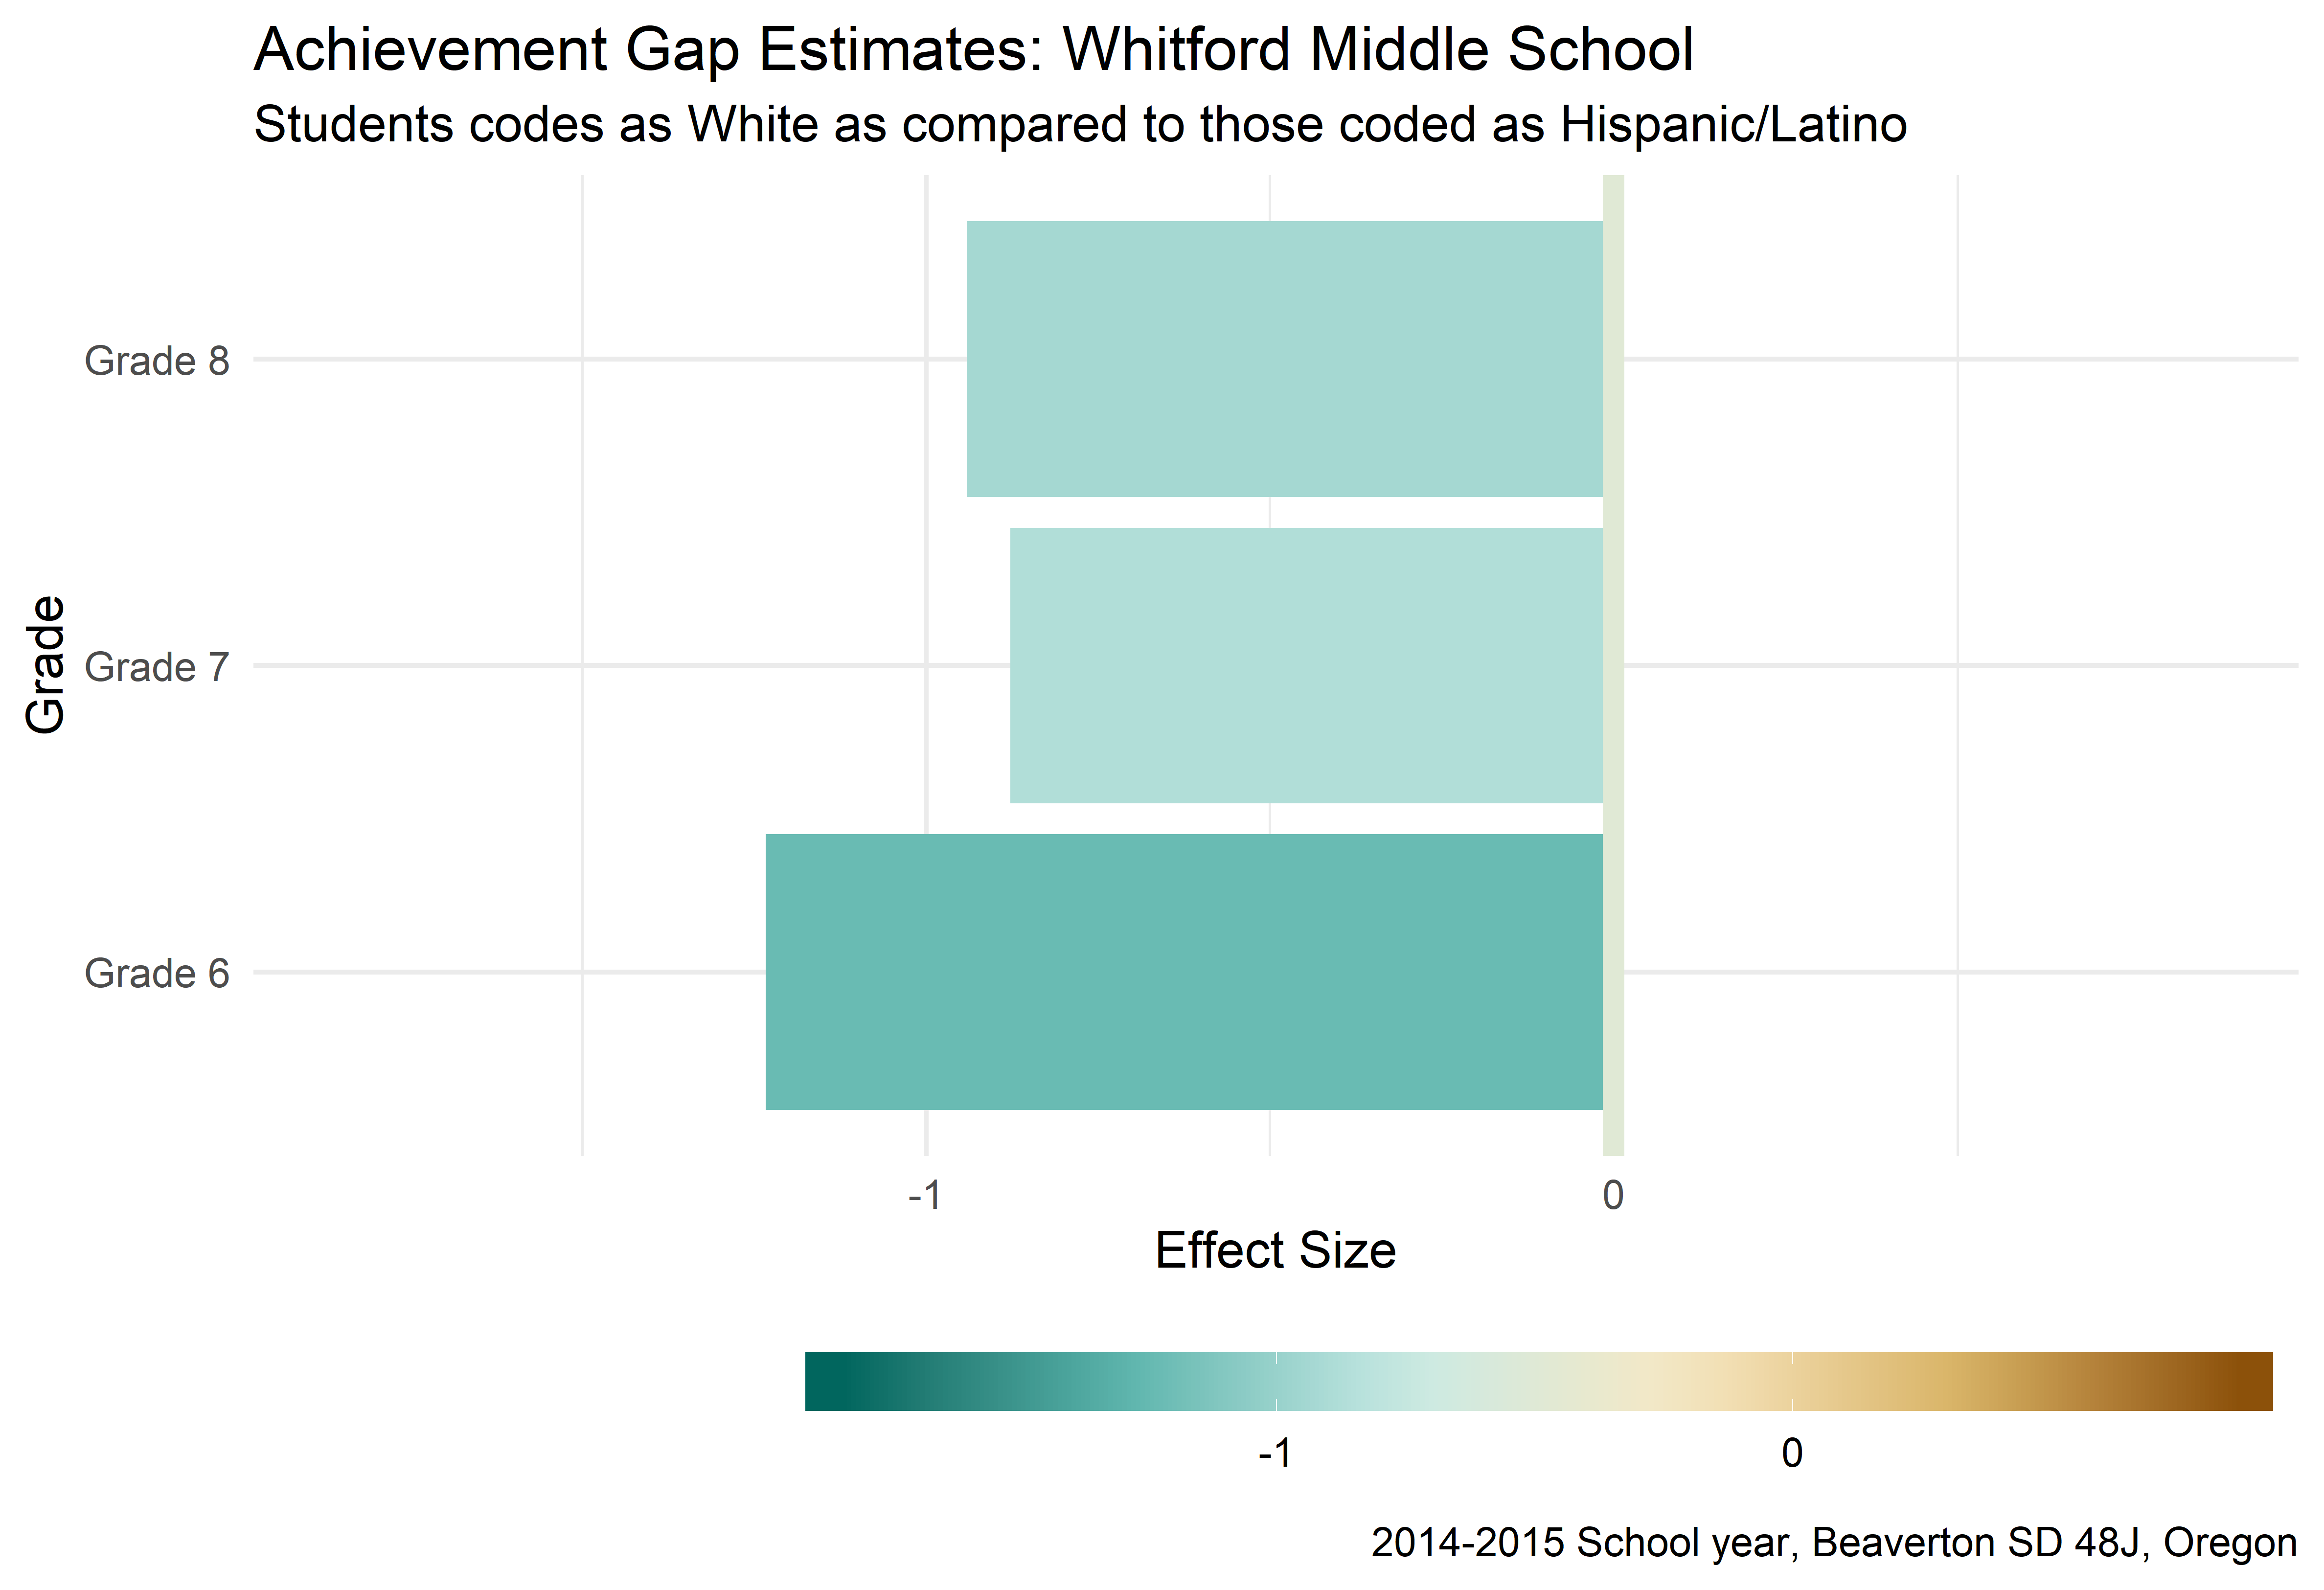 Achievement Gap Estimates: Whitford Middle School
Students codes as White as compared to those coded as Hispanic/Latino
Grade
Grade 8
Grade 7
Grade 6
-1 0
Effect Size
-1 0
2014-2015 School year, Beaverton SD 48J, Oregon